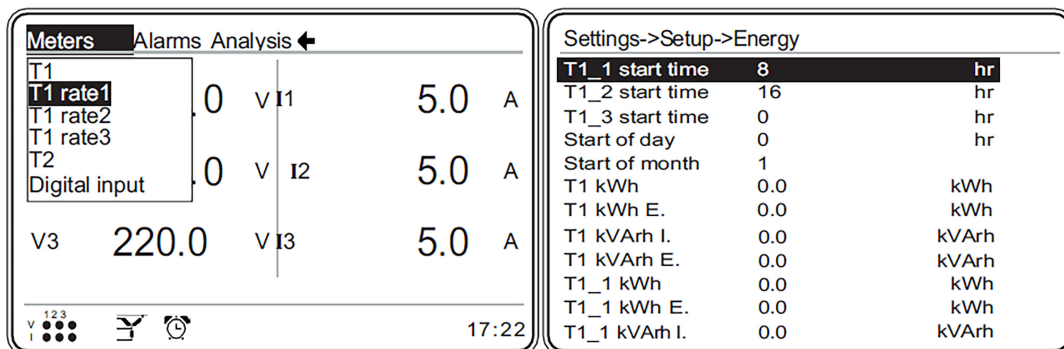 Meters Alarms Analysis
T1
T1 rate1
T1 rate2
T1 rate3
T2
Digital input
.0 V I1 5.0 A
.0 V I2 5.0 A
V3 220.0 V I3 5.0 A
1 2 3
V
I
17:22
Settings->Setup->Energy
T1_1 start time 8 hr
T1_2 start time 16 hr
T1_3 start time 0 hr
Start of day 0 hr
Start of month 1
T1 kWh 0.0 kWh
T1 kWh E. 0.0 kWh
T1 kVArh I. 0.0 kVArh
T1 kVArh E. 0.0 kVArh
T1_1 kWh 0.0 kWh
T1_1 kWh E. 0.0 kWh
T1_1 kVArh I. 0.0 kVArh